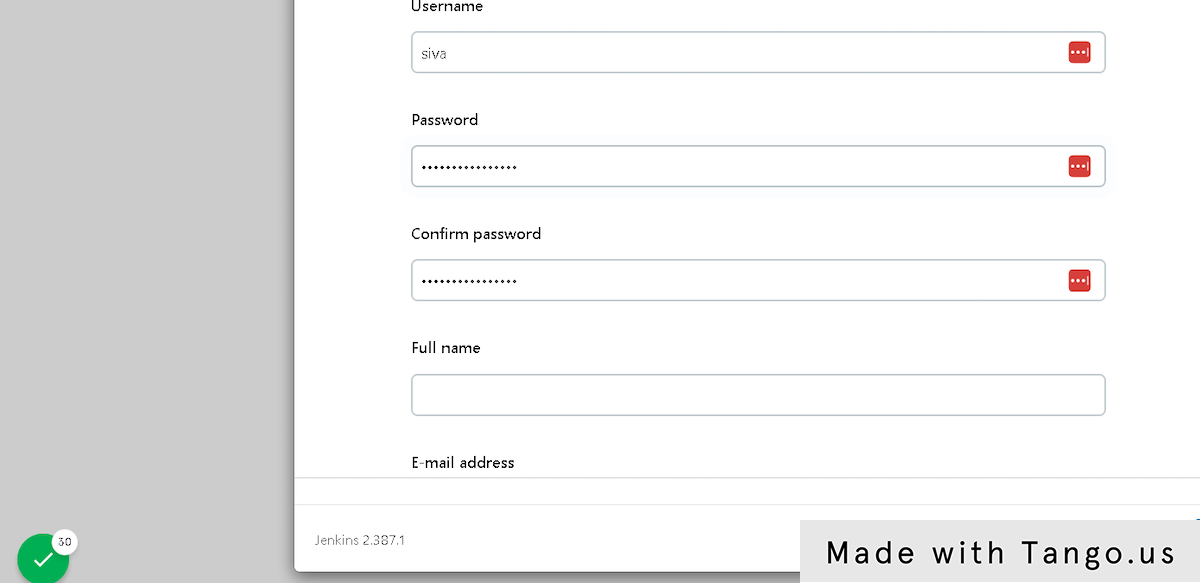 Username
siva
Password
••••••••••••••••
Confirm password
••••••••••••••••
Full name
E-mail address
Jenkins 2.387.1
30
Made with Tango.us